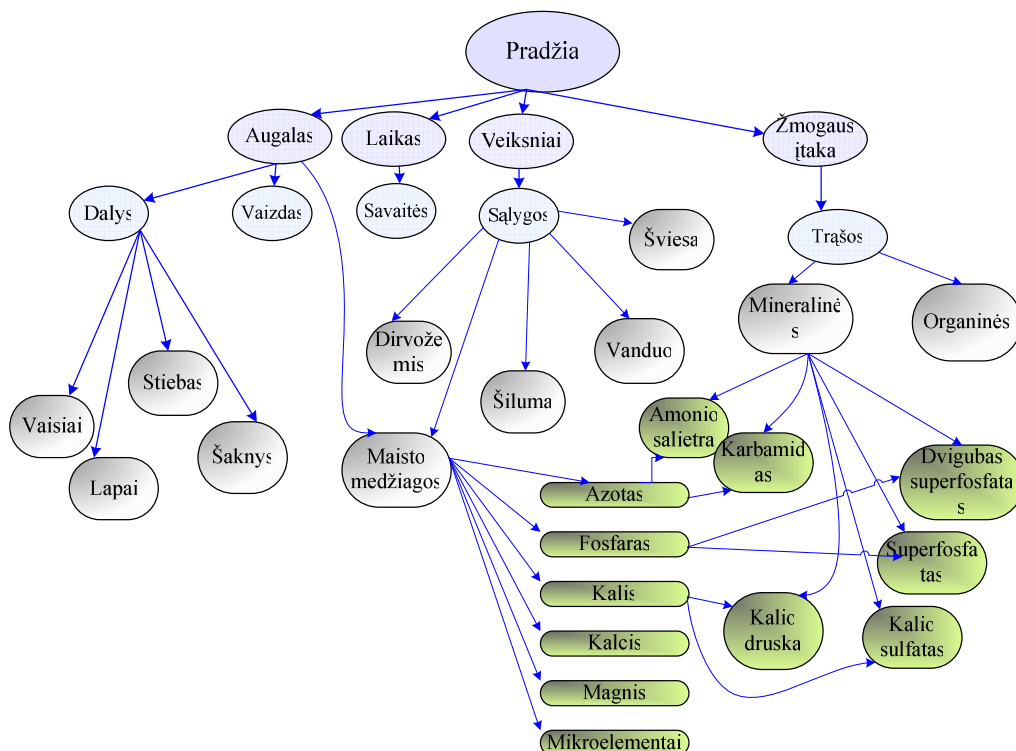 Pradžia
Augalas
Laikas
Veiksniai
Žmogaus
įtaka
Dalys
Vaizdas
Savaitės
Sąlygos
Šviesa
Trąšos
Mineralinė
s
Organinės
Dirvože
mis
Vanduo
Šiluma
Stiebas
Vaisiai
Šaknys
Lapai
Maisto
medžiagos
Amonio
salietra
Karbamid
as
Dvigubas
superfosfata
s
Azotas
Fosfaras
Superfosfa
tas
Kalis
Kalio
druska
Kalio
sulfatas
Kalcis
Magnis
Mikroelementai